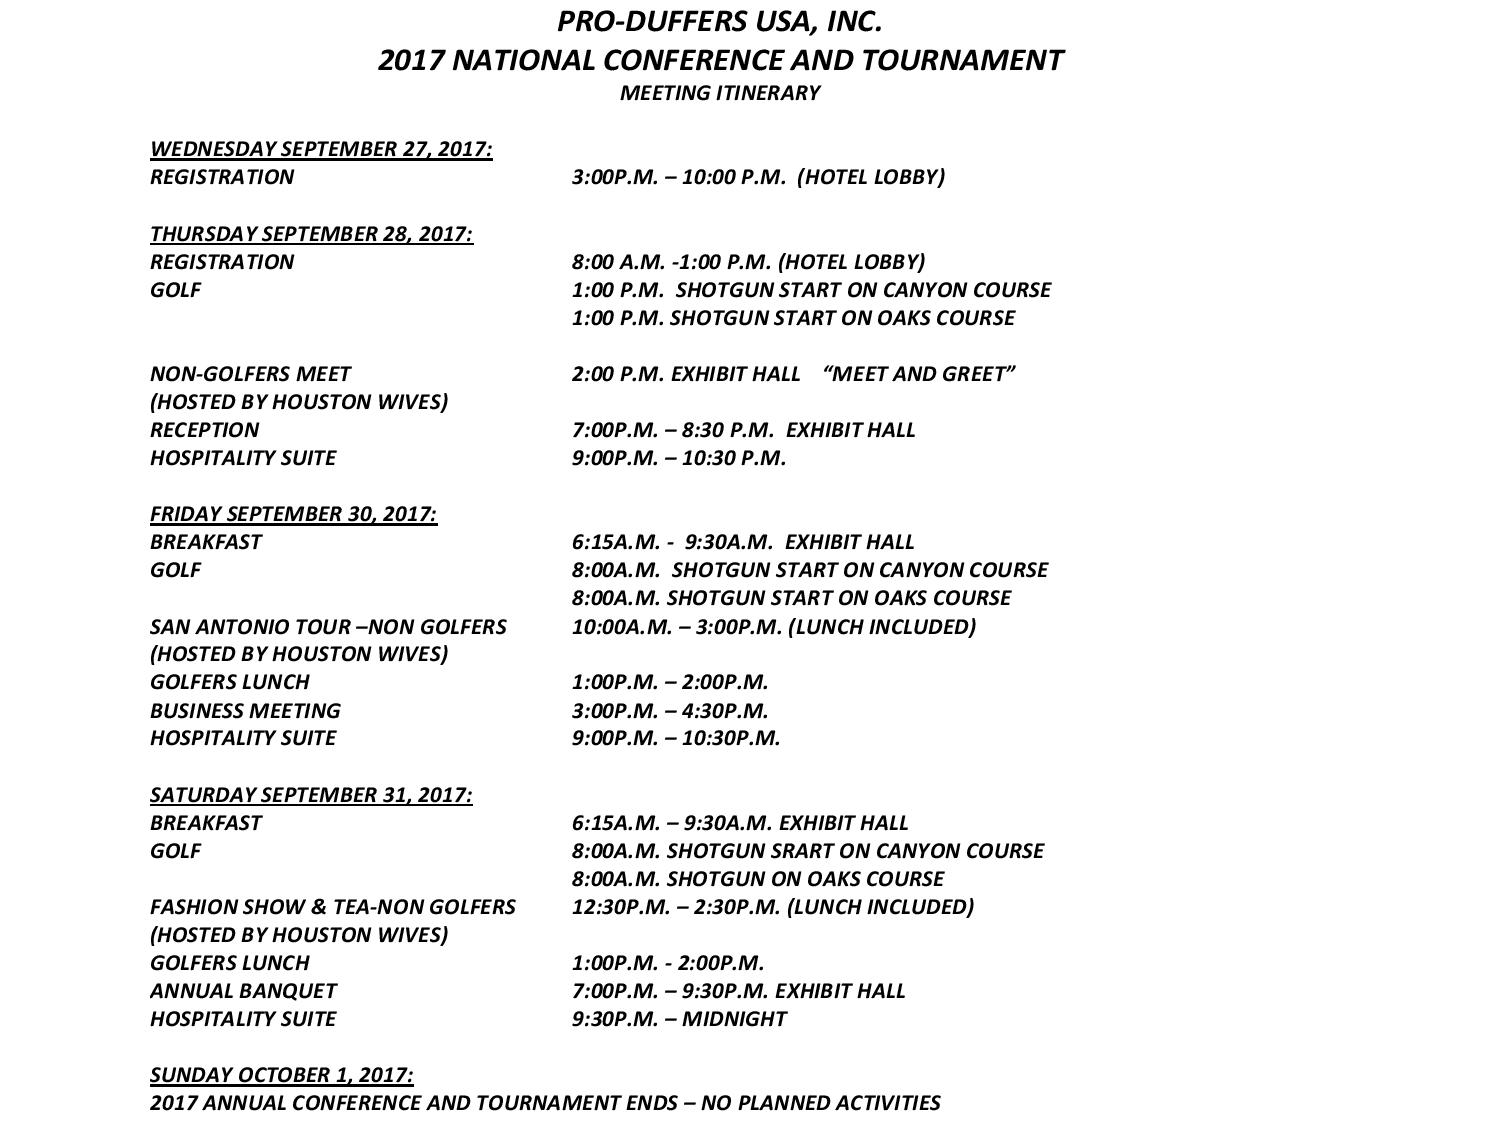 PRO-DUFFERS USA, INC.
2017 NATIONAL CONFERENCE AND TOURNAMENT
MEETING ITINERARY
WEDNESDAY SEPTEMBER 27, 2017:
REGISTRATION 3:00P.M. – 10:00 P.M. (HOTEL LOBBY)
THURSDAY SEPTEMBER 28, 2017:
REGISTRATION 8:00 A.M. -1:00 P.M. (HOTEL LOBBY)
GOLF 1:00 P.M. SHOTGUN START ON CANYON COURSE
1:00 P.M. SHOTGUN START ON OAKS COURSE
NON-GOLFERS MEET 2:00 P.M. EXHIBIT HALL “MEET AND GREET”
(HOSTED BY HOUSTON WIVES)
RECEPTION 7:00P.M. – 8:30 P.M. EXHIBIT HALL
HOSPITALITY SUITE 9:00P.M. – 10:30 P.M.
FRIDAY SEPTEMBER 30, 2017:
BREAKFAST 6:15A.M. - 9:30A.M. EXHIBIT HALL
GOLF 8:00A.M. SHOTGUN START ON CANYON COURSE
8:00A.M. SHOTGUN START ON OAKS COURSE
SAN ANTONIO TOUR –NON GOLFERS 10:00A.M. – 3:00P.M. (LUNCH INCLUDED)
(HOSTED BY HOUSTON WIVES)
GOLFERS LUNCH 1:00P.M. – 2:00P.M.
BUSINESS MEETING 3:00P.M. – 4:30P.M.
HOSPITALITY SUITE 9:00P.M. – 10:30P.M.
SATURDAY SEPTEMBER 31, 2017:
BREAKFAST 6:15A.M. – 9:30A.M. EXHIBIT HALL
GOLF 8:00A.M. SHOTGUN SRART ON CANYON COURSE
8:00A.M. SHOTGUN ON OAKS COURSE
FASHION SHOW & TEA-NON GOLFERS 12:30P.M. – 2:30P.M. (LUNCH INCLUDED)
(HOSTED BY HOUSTON WIVES)
GOLFERS LUNCH 1:00P.M. - 2:00P.M.
ANNUAL BANQUET 7:00P.M. – 9:30P.M. EXHIBIT HALL
HOSPITALITY SUITE 9:30P.M. – MIDNIGHT
SUNDAY OCTOBER 1, 2017:
2017 ANNUAL CONFERENCE AND TOURNAMENT ENDS – NO PLANNED ACTIVITIES